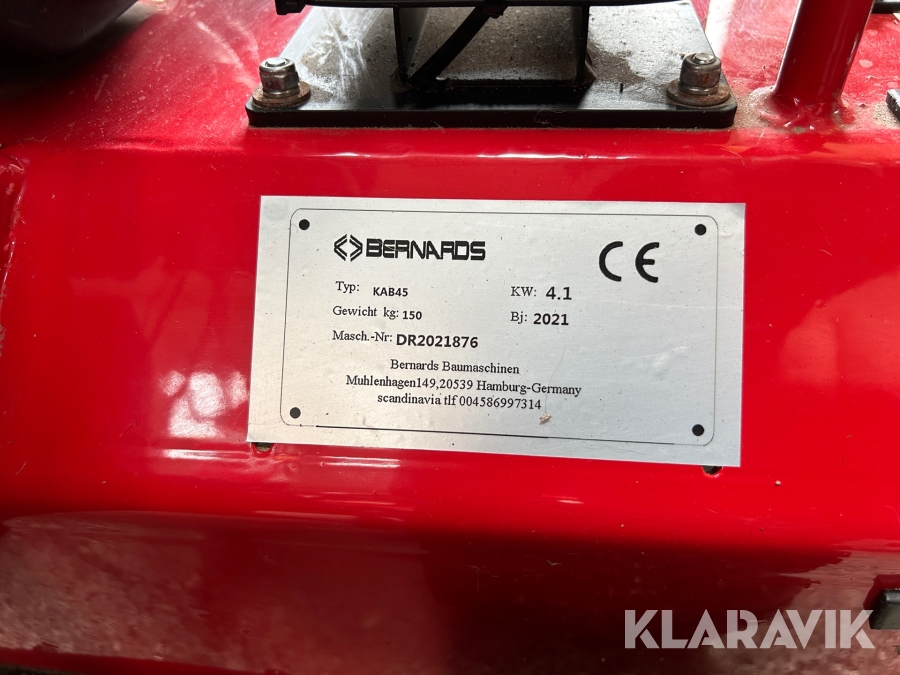 BERNARDS
CE
Typ: KAB45 KW: 4.1
Gewicht kg: 150 Bj: 2021
Masch.-Nr: DR2021876
Bernards Baumaschinen
Muhlenhagen149,20539 Hamburg-Germany
scandinavia tlf 004586997314
KLARAVIK